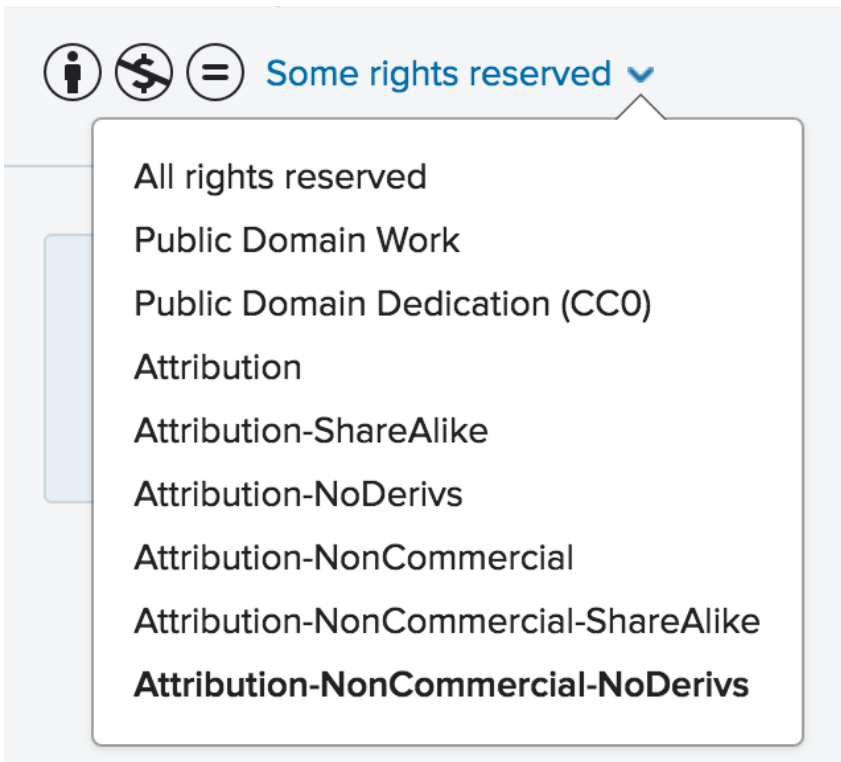 Some rights reserved
All rights reserved
Public Domain Work
Public Domain Dedication (CC0)
Attribution
Attribution-ShareAlike
Attribution-NoDerivs
Attribution-NonCommercial
Attribution-NonCommercial-ShareAlike
Attribution-NonCommercial-NoDerivs